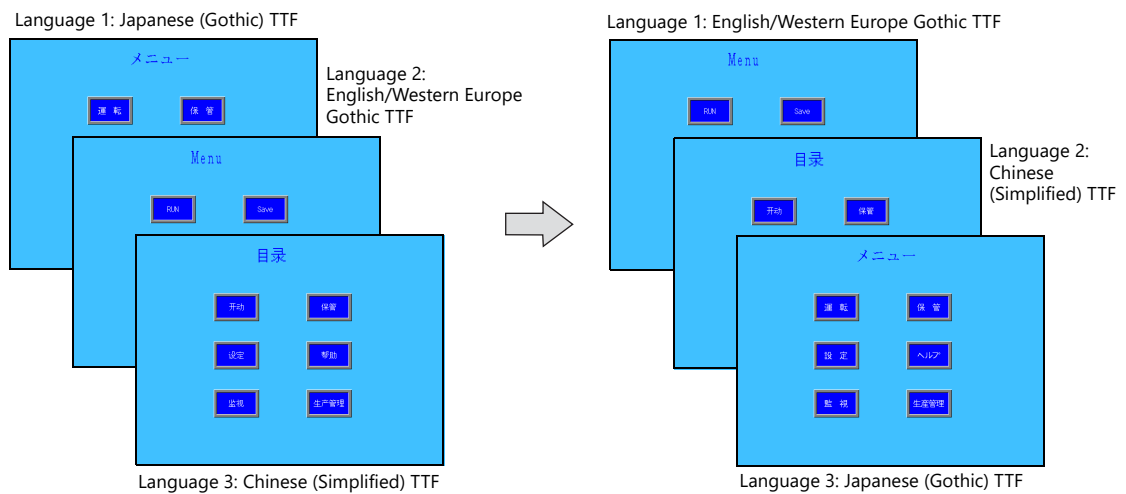 Language 1: Japanese (Gothic) TTF
メニュー
運 転
保 管
Language 2:
English/Western Europe
Gothic TTF
Menu
RUN
Save
目录
开动
保管
设定
帮助
监视
生产管理
Language 3: Chinese (Simplified) TTF
Language 1: English/Western Europe Gothic TTF
Menu
RUN
Save
Language 2:
Chinese
(Simplified) TTF
目录
开动
保管
メニュー
運 転
保 管
設 定
ヘルプ
監 視
生産管理
Language 3: Japanese (Gothic) TTF